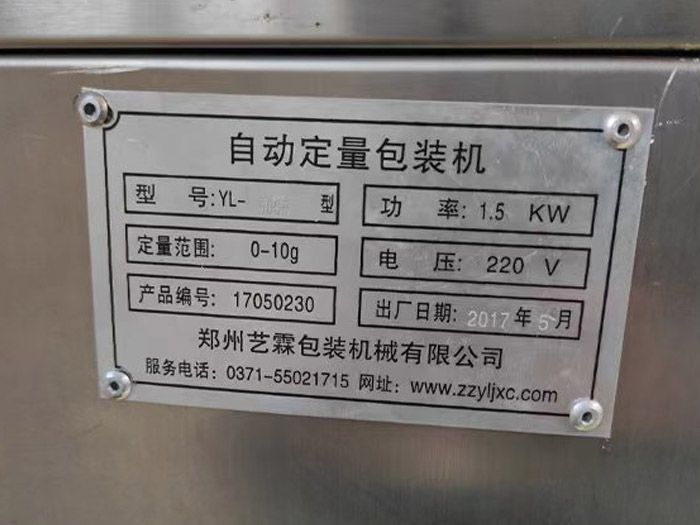 自动定量包装机
型 号:YL- 型 功 率: 1.5 KW
定量范围: 0-10g 电 压: 220 V
产品编号: 17050230 出厂日期: 2017 年 5 月
郑州艺霖包装机械有限公司
服务电话: 0371-55021715 网址: www.zzyljxc.com